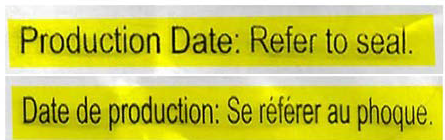 Production Date: Refer to seal.
Date de production: Se référer au phoque.